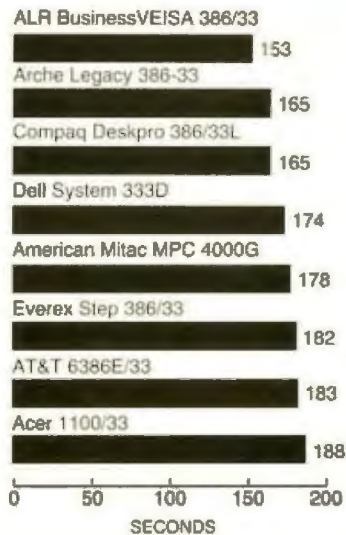 ALR BusinessVEISA 386/33
153
Arche Legacy 386-33
165
Compaq Deskpro 386/33L
165
Dell System 333D
174
American Mitac MPC 4000G
178
Everex Step 386/33
182
AT&T 6386E/33
183
Acer 1100/33
188
0 50 100 150 200
SECONDS